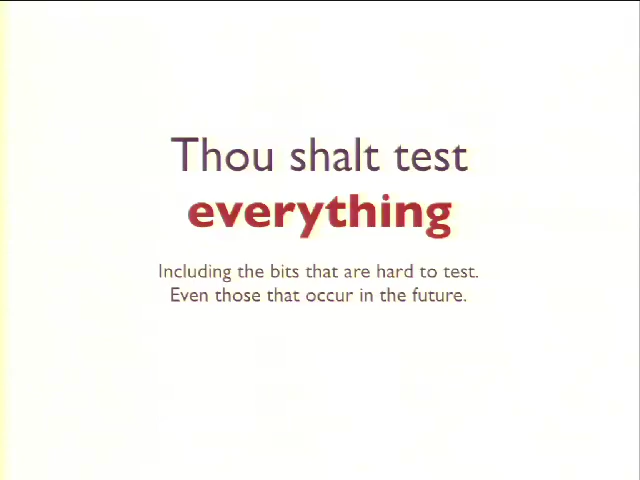 Thou shalt test
everything
Including the bits that are hard to test.
Even those that occur in the future.